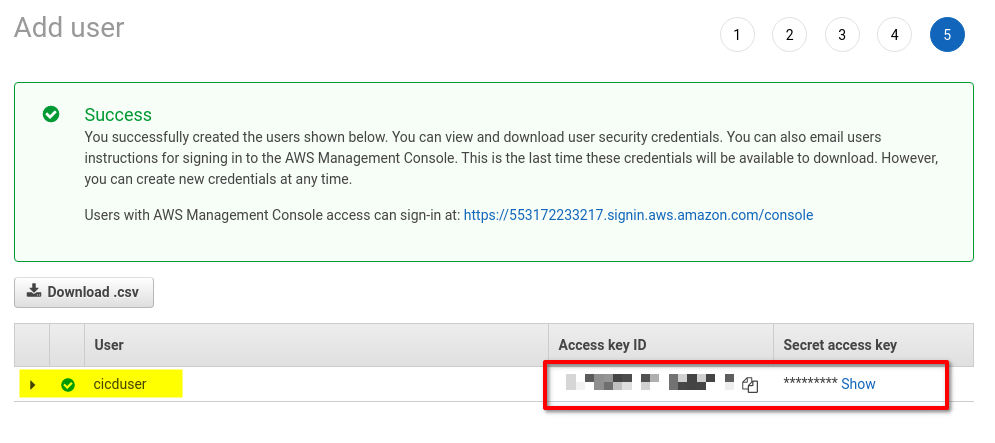 Add user
1 2 3 4 5
Success
You successfully created the users shown below. You can view and download user security credentials. You can also email users
instructions for signing in to the AWS Management Console. This is the last time these credentials will be available to download. However,
you can create new credentials at any time.
Users with AWS Management Console access can sign-in at: https://553172233217.signin.aws.amazon.com/console
Download .csv
User Access key ID Secret access key
cicduser ********* Show